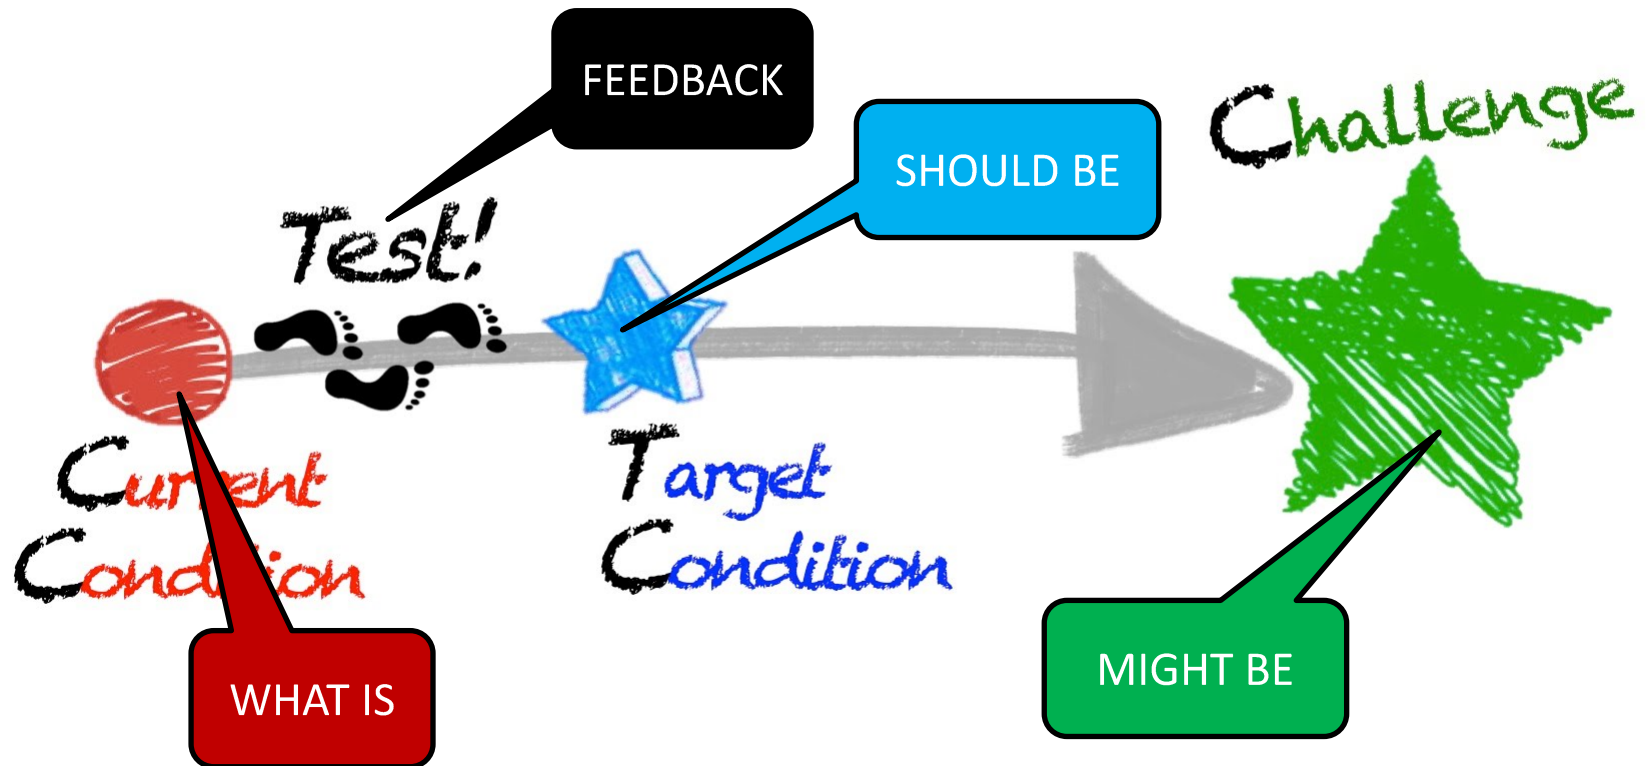 FEEDBACK
SHOULD BE
Challenge
Test!
Current
Condition
Target
Condition
WHAT IS
MIGHT BE